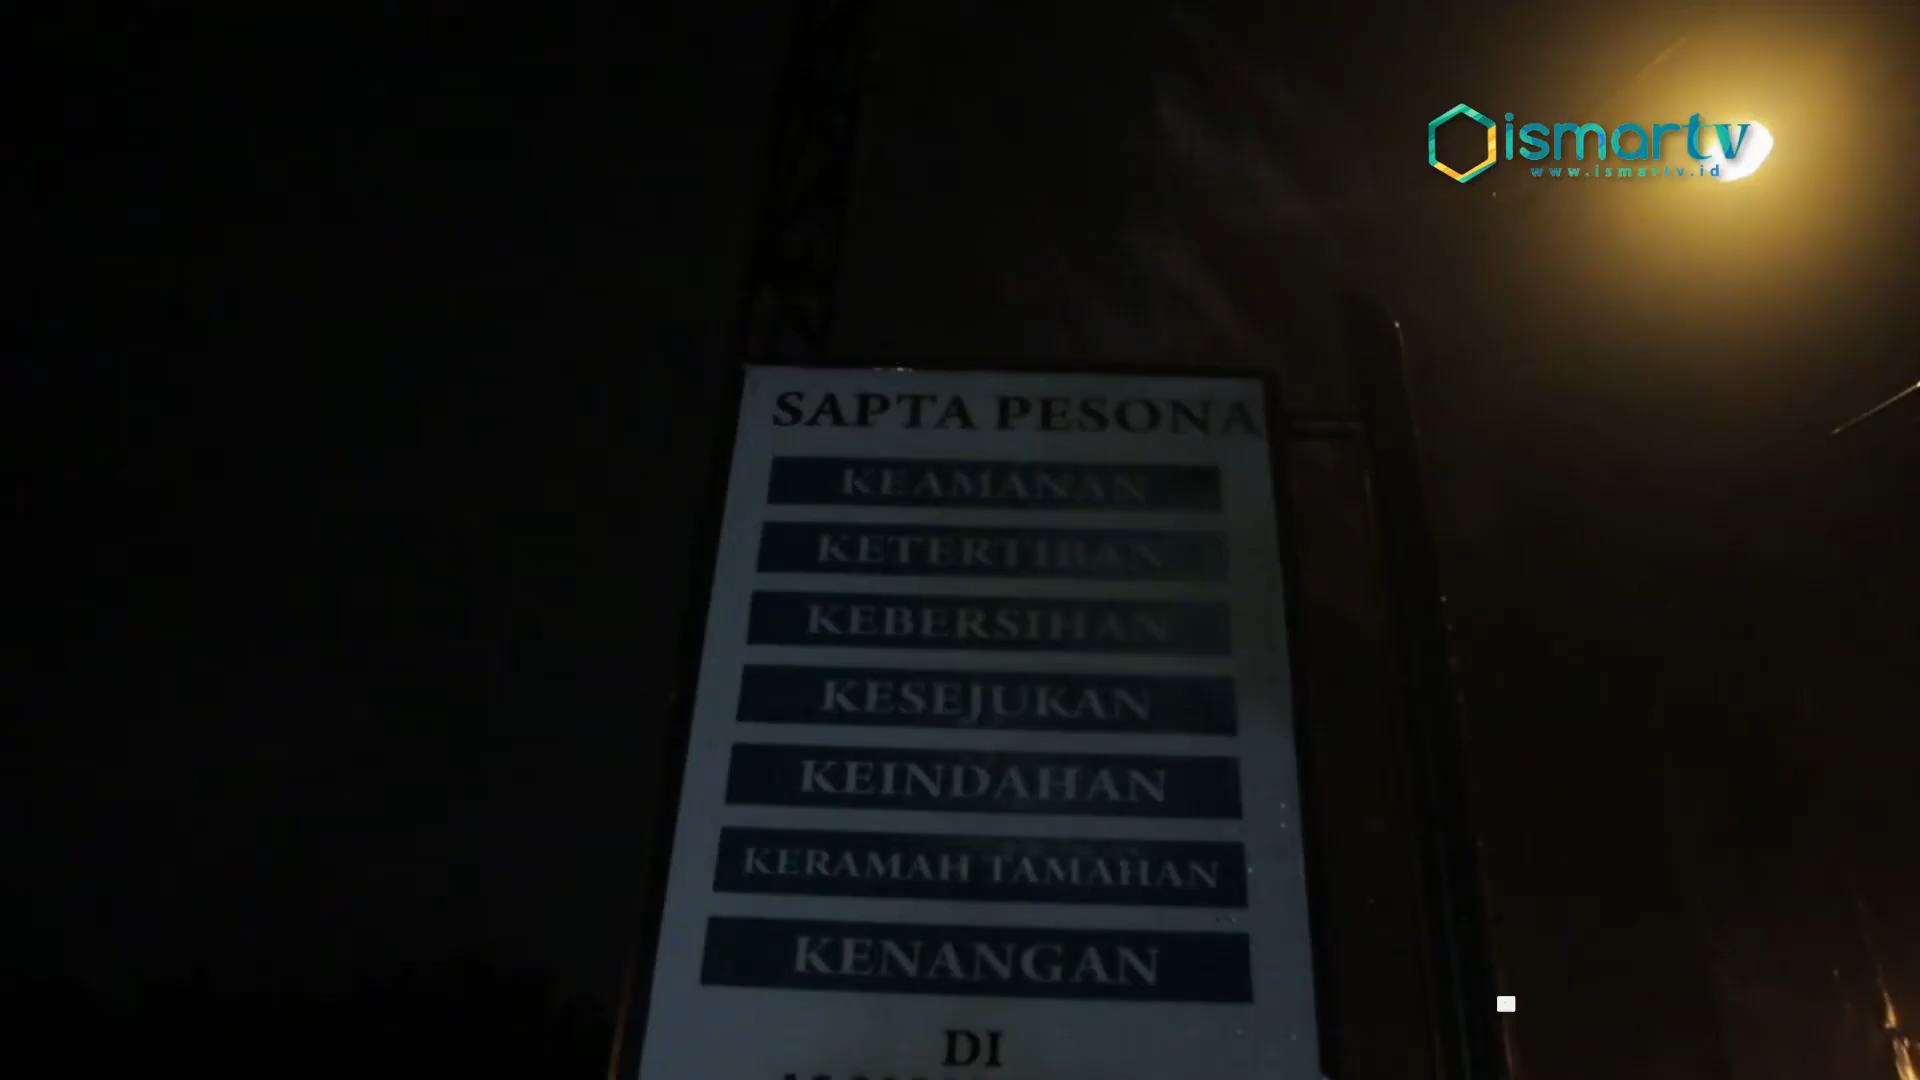 ismartv
www.ismartv.id
SAPTA PESONA
KEAMANAN
KETERTIBAN
KEBERSIHAN
KESEJUKAN
KEINDAHAN
KERAMAH TAMAHAN
KENANGAN
DI